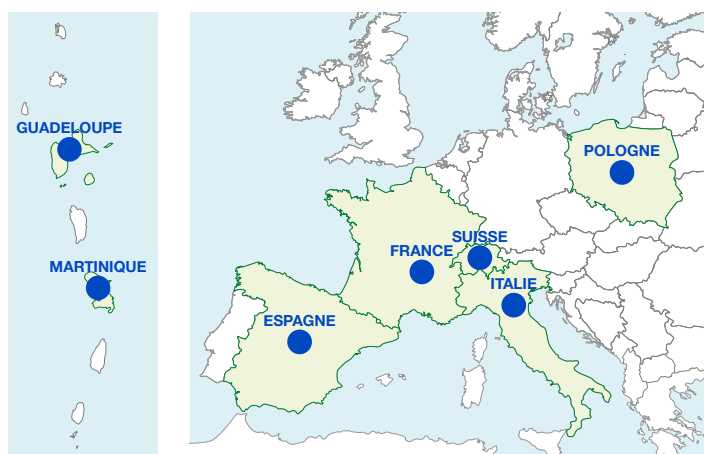 GUADELOUPE
MARTINIQUE
POLOGNE
SUISSE
FRANCE
ITALIE
ESPAGNE